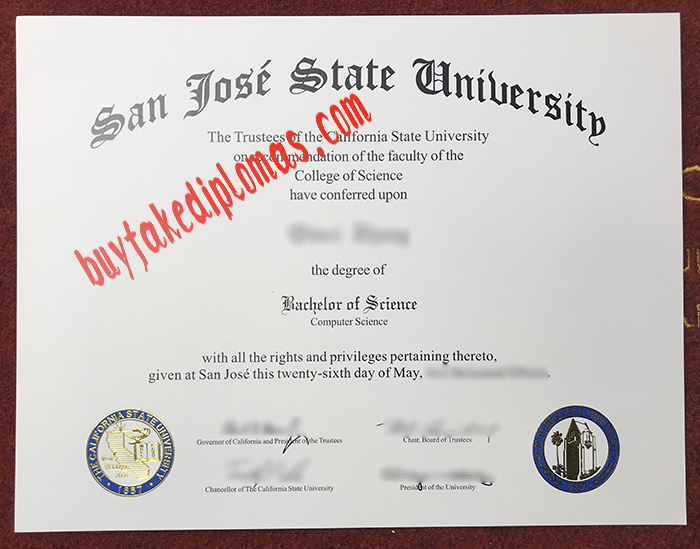 San José State University
The Trustees of the California State University
on recommendation of the faculty of the
College of Science
have conferred upon
the degree of
Bachelor of Science
Computer Science
with all the rights and privileges pertaining thereto,
given at San José this twenty-sixth day of May,
Governor of California and President of the Trustees
Chair, Board of Trustees
Chancellor of The California State University
President of the University
THE CALIFORNIA STATE UNIVERSITY
1857
buyfakediplomas.com